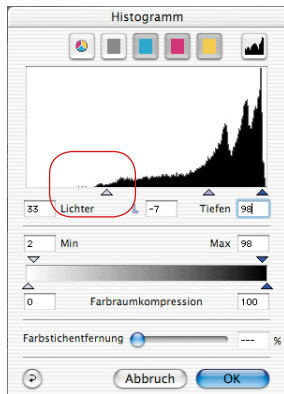 Histogramm
33 Lichter -7 Tiefen 98
2 Min Max 98
0 Farbraumkompression 100
Farbstichentfernung --- %
Abbruch OK